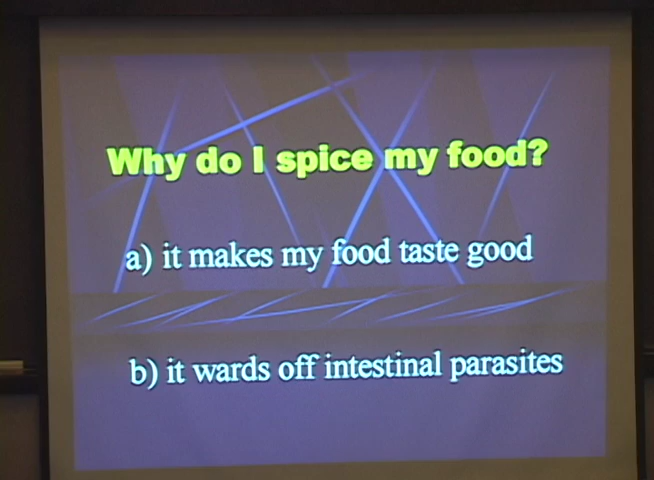 Why do I spice my food?
a) it makes my food taste good
b) it wards off intestinal parasites